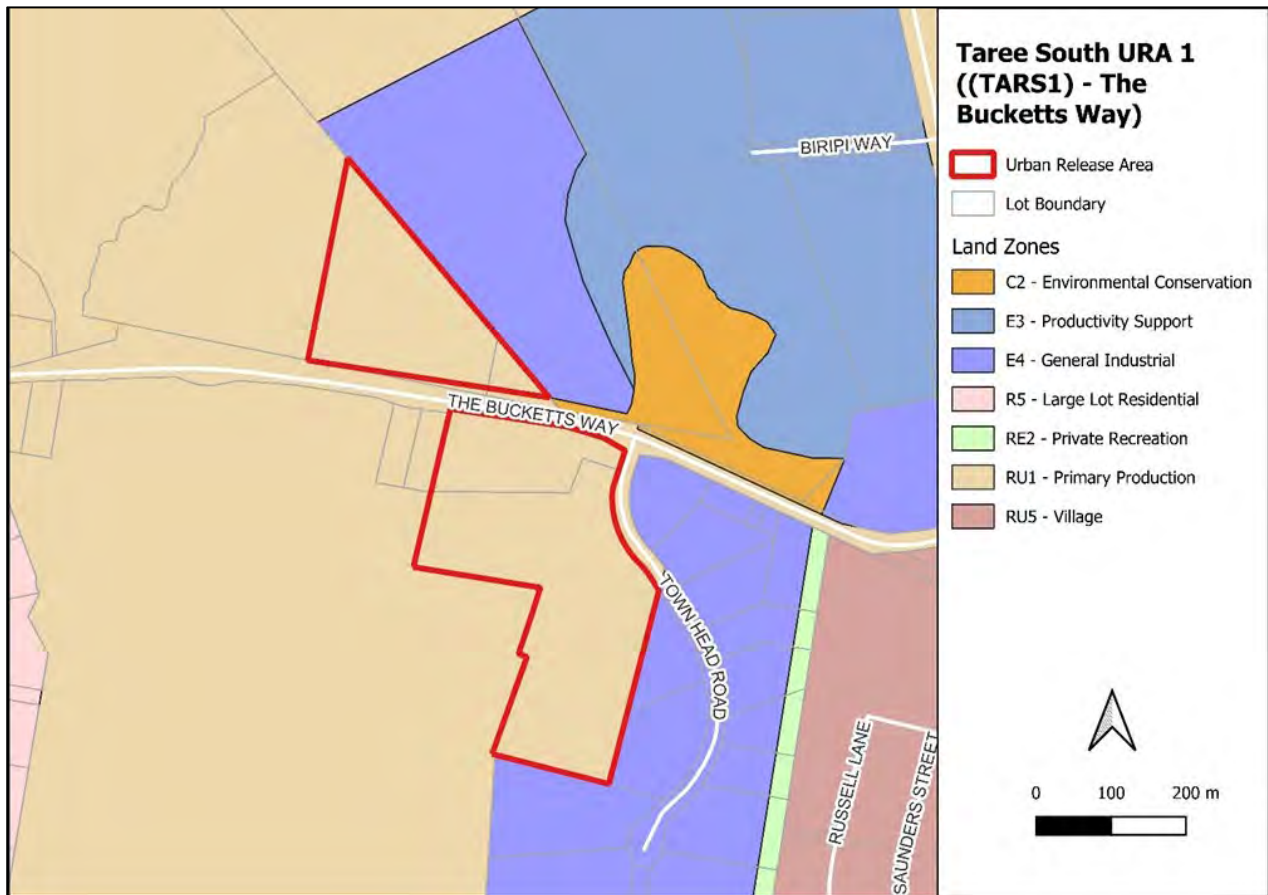 Taree South URA 1
((TARS1) - The
Bucketts Way)
Urban Release Area
Lot Boundary
Land Zones
C2 - Environmental Conservation
E3 - Productivity Support
E4 - General Industrial
R5 - Large Lot Residential
RE2 - Private Recreation
RU1 - Primary Production
RU5 - Village
0 100 200 m
BIRIPI WAY
THE BUCKETTS WAY
TOWN HEAD ROAD
RUSSELL LANE
SAUNDERS STREET